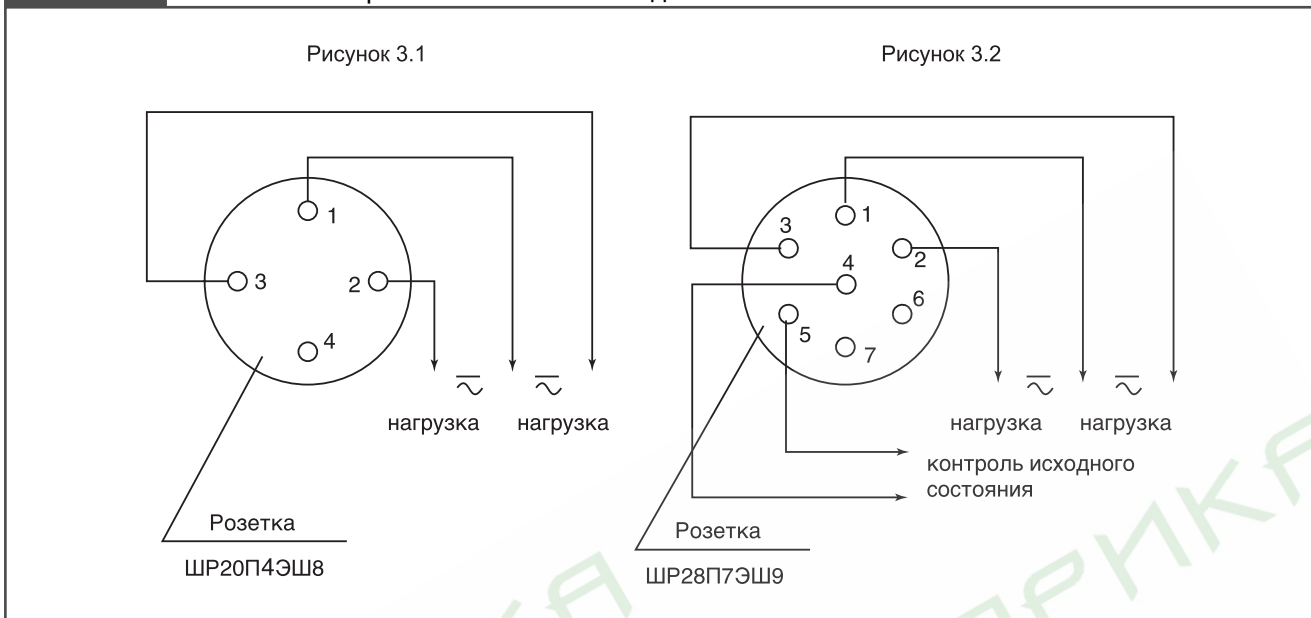 Рисунок 3.1
1
3
2
4
нагрузка
нагрузка
Розетка
ШР20П4ЭШ8
Рисунок 3.2
1
3
2
4
6
5
7
нагрузка
нагрузка
контроль исходного
состояния
Розетка
ШР28П7ЭШ9